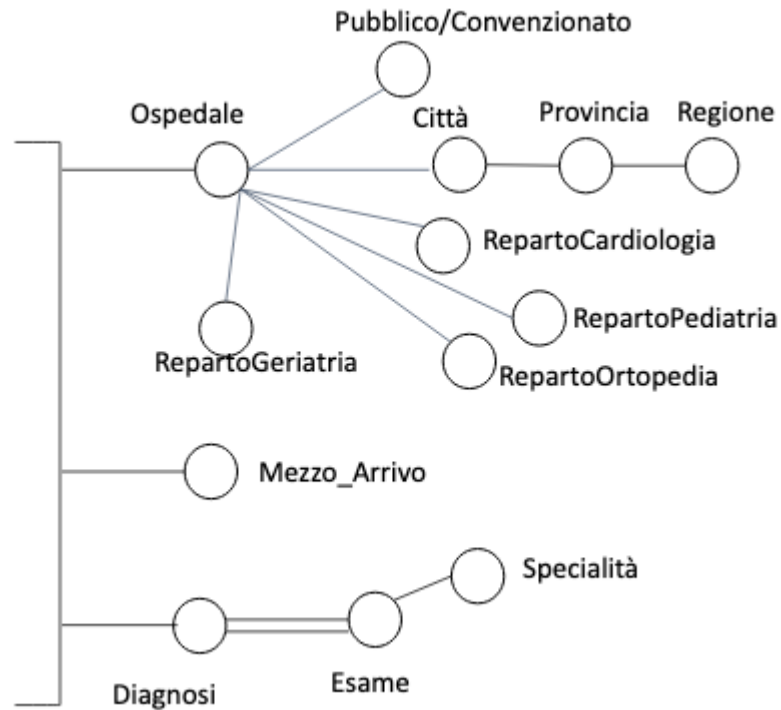 Pubblico/Convenzionato
Ospedale
Città
Provincia
Regione
RepartoCardiologia
RepartoPediatria
RepartoGeriatria
RepartoOrtopedia
Mezzo_Arrivo
Specialità
Diagnosi
Esame